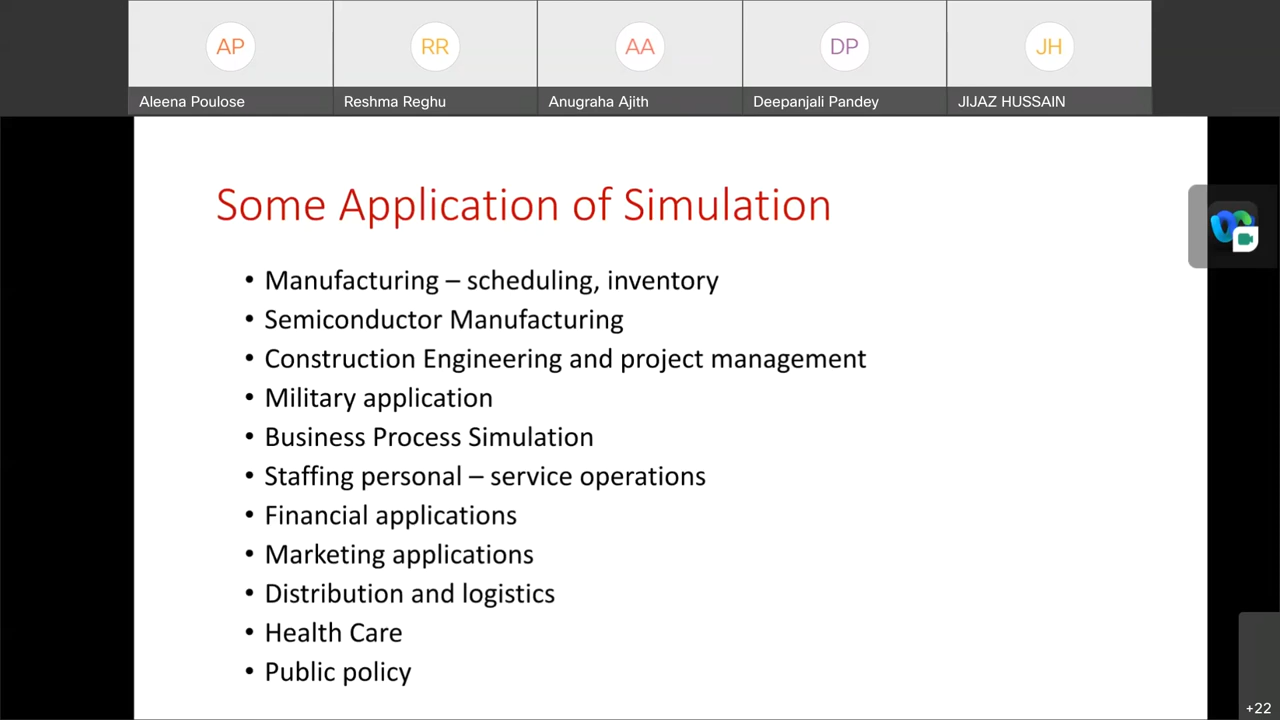 AP
RR
AA
DP
JH
Aleena Poulose
Reshma Reghu
Anugraha Ajith
Deepanjali Pandey
JIJAZ HUSSAIN
Some Application of Simulation
• Manufacturing – scheduling, inventory
• Semiconductor Manufacturing
• Construction Engineering and project management
• Military application
• Business Process Simulation
• Staffing personal – service operations
• Financial applications
• Marketing applications
• Distribution and logistics
• Health Care
• Public policy
+22